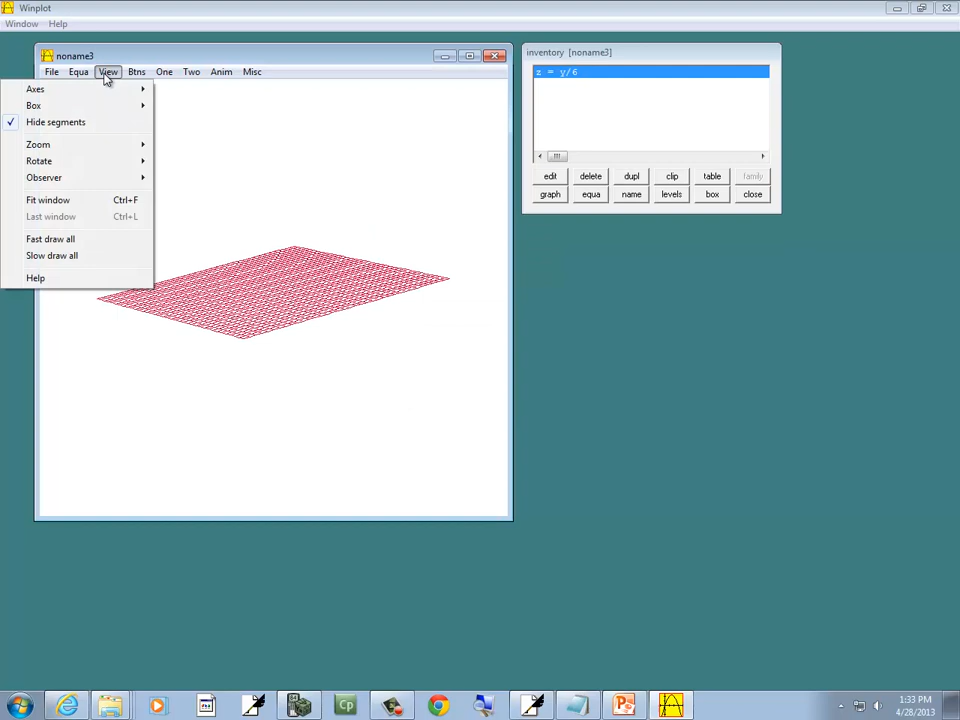 Winplot
Window Help
noname3
File Equa View Btns One Two Anim Misc
Axes
Box
Hide segments
Zoom
Rotate
Observer
Fit window Ctrl+F
Last window Ctrl+L
Fast draw all
Slow draw all
Help
inventory [noname3]
z = y/6
edit delete dupl clip table family
graph equa name levels box close
Cp
1:33 PM
4/28/2013